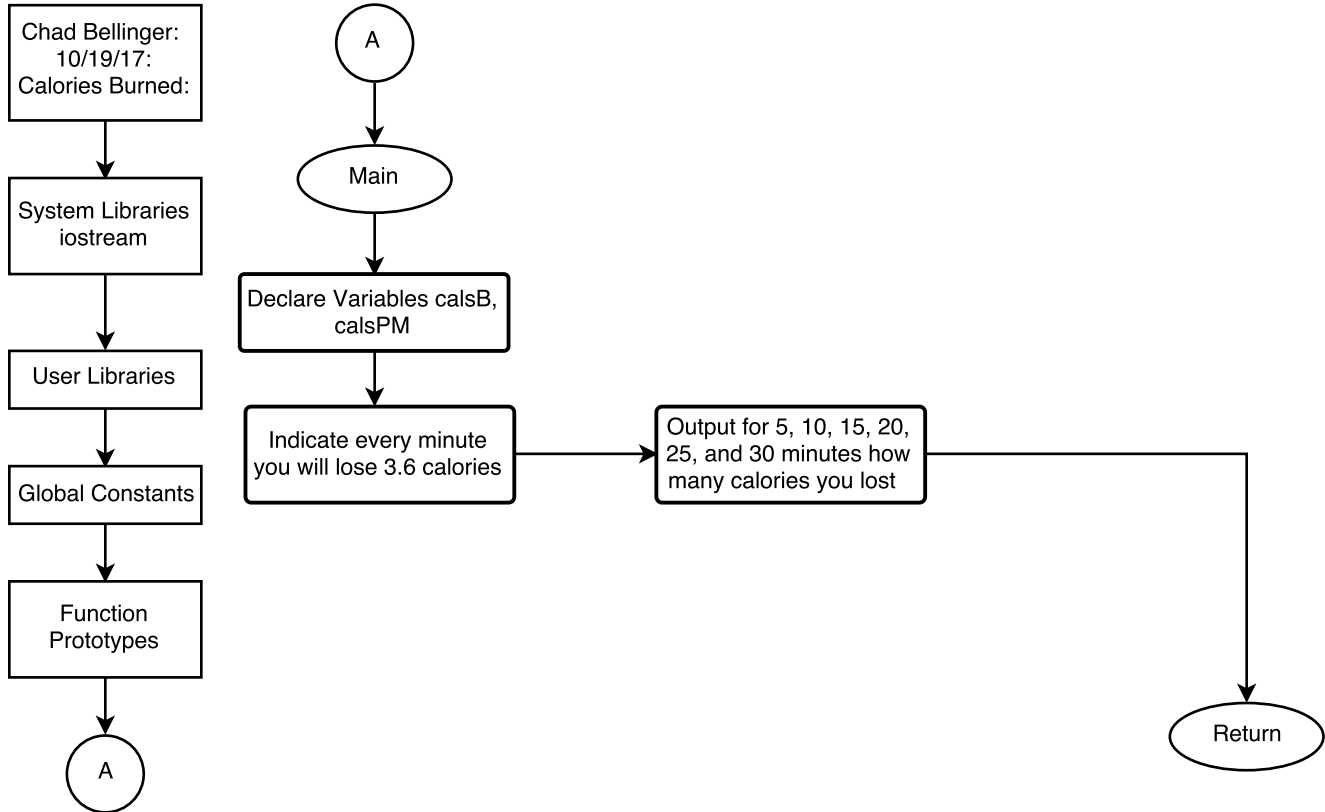 Chad Bellinger:
10/19/17:
Calories Burned:
System Libraries
iostream
User Libraries
Global Constants
Function
Prototypes
A
A
Main
Declare Variables calsB,
calsPM
Indicate every minute
you will lose 3.6 calories
Output for 5, 10, 15, 20,
25, and 30 minutes how
many calories you lost
Return